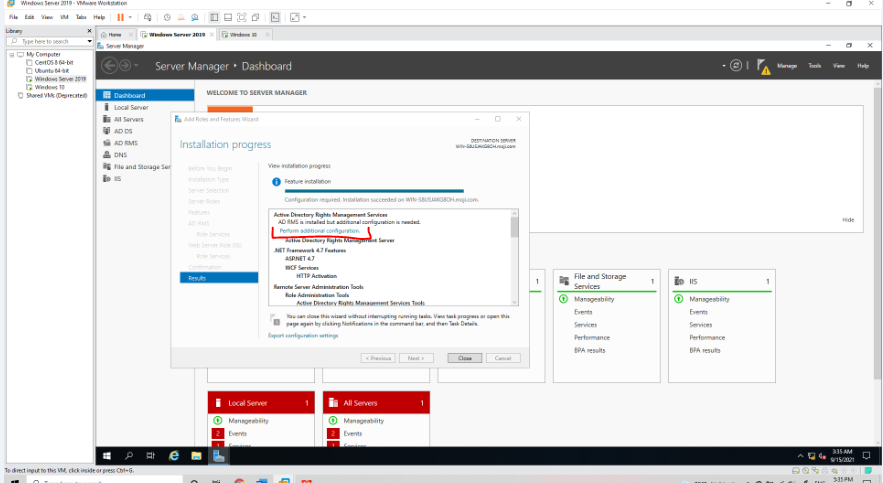 Windows Server 2019 - VMware Workstation
File Edit View VM Tabs Help
Library
Home
Windows Server 2019
Windows 10
Type here to search
Server Manager
My Computer
CentOS 8 64-bit
Ubuntu 64-bit
Windows Server 2019
Windows 10
Shared VMs (Deprecated)
Server Manager • Dashboard
Manage Tools View Help
Dashboard
Local Server
All Servers
AD DS
AD RMS
DNS
File and Storage Ser
IIS
WELCOME TO SERVER MANAGER
Add Roles and Features Wizard
Installation progress
DESTINATION SERVER
Before You Begin
Installation Type
Server Selection
Server Roles
Features
AD RMS
Role Services
Web Server Role (IIS)
Role Services
Confirmation
Results
View installation progress
Feature installation
Configuration required. Installation succeeded on
Active Directory Rights Management Services
AD RMS is installed but additional configuration is needed.
Perform additional configuration.
Active Directory Rights Management Server
.NET Framework 4.7 Features
ASP.NET 4.7
WCF Services
HTTP Activation
Remote Server Administration Tools
Role Administration Tools
Active Directory Rights Management Services Tools
You can close this wizard without interrupting running tasks. View task progress or open this
page again by clicking Notifications in the command bar, and then Task Details.
Export configuration settings
< Previous
Next >
Close
Cancel
Hide
1
File and Storage
Services
1
Manageability
Events
Services
Performance
BPA results
IIS
1
Manageability
Events
Services
Performance
BPA results
Local Server
1
Manageability
2 Events
Services
All Servers
1
Manageability
2 Events
Services
3:35 AM
9/15/2021
To direct input to this VM, click inside or press Ctrl+G.
3:35 PM